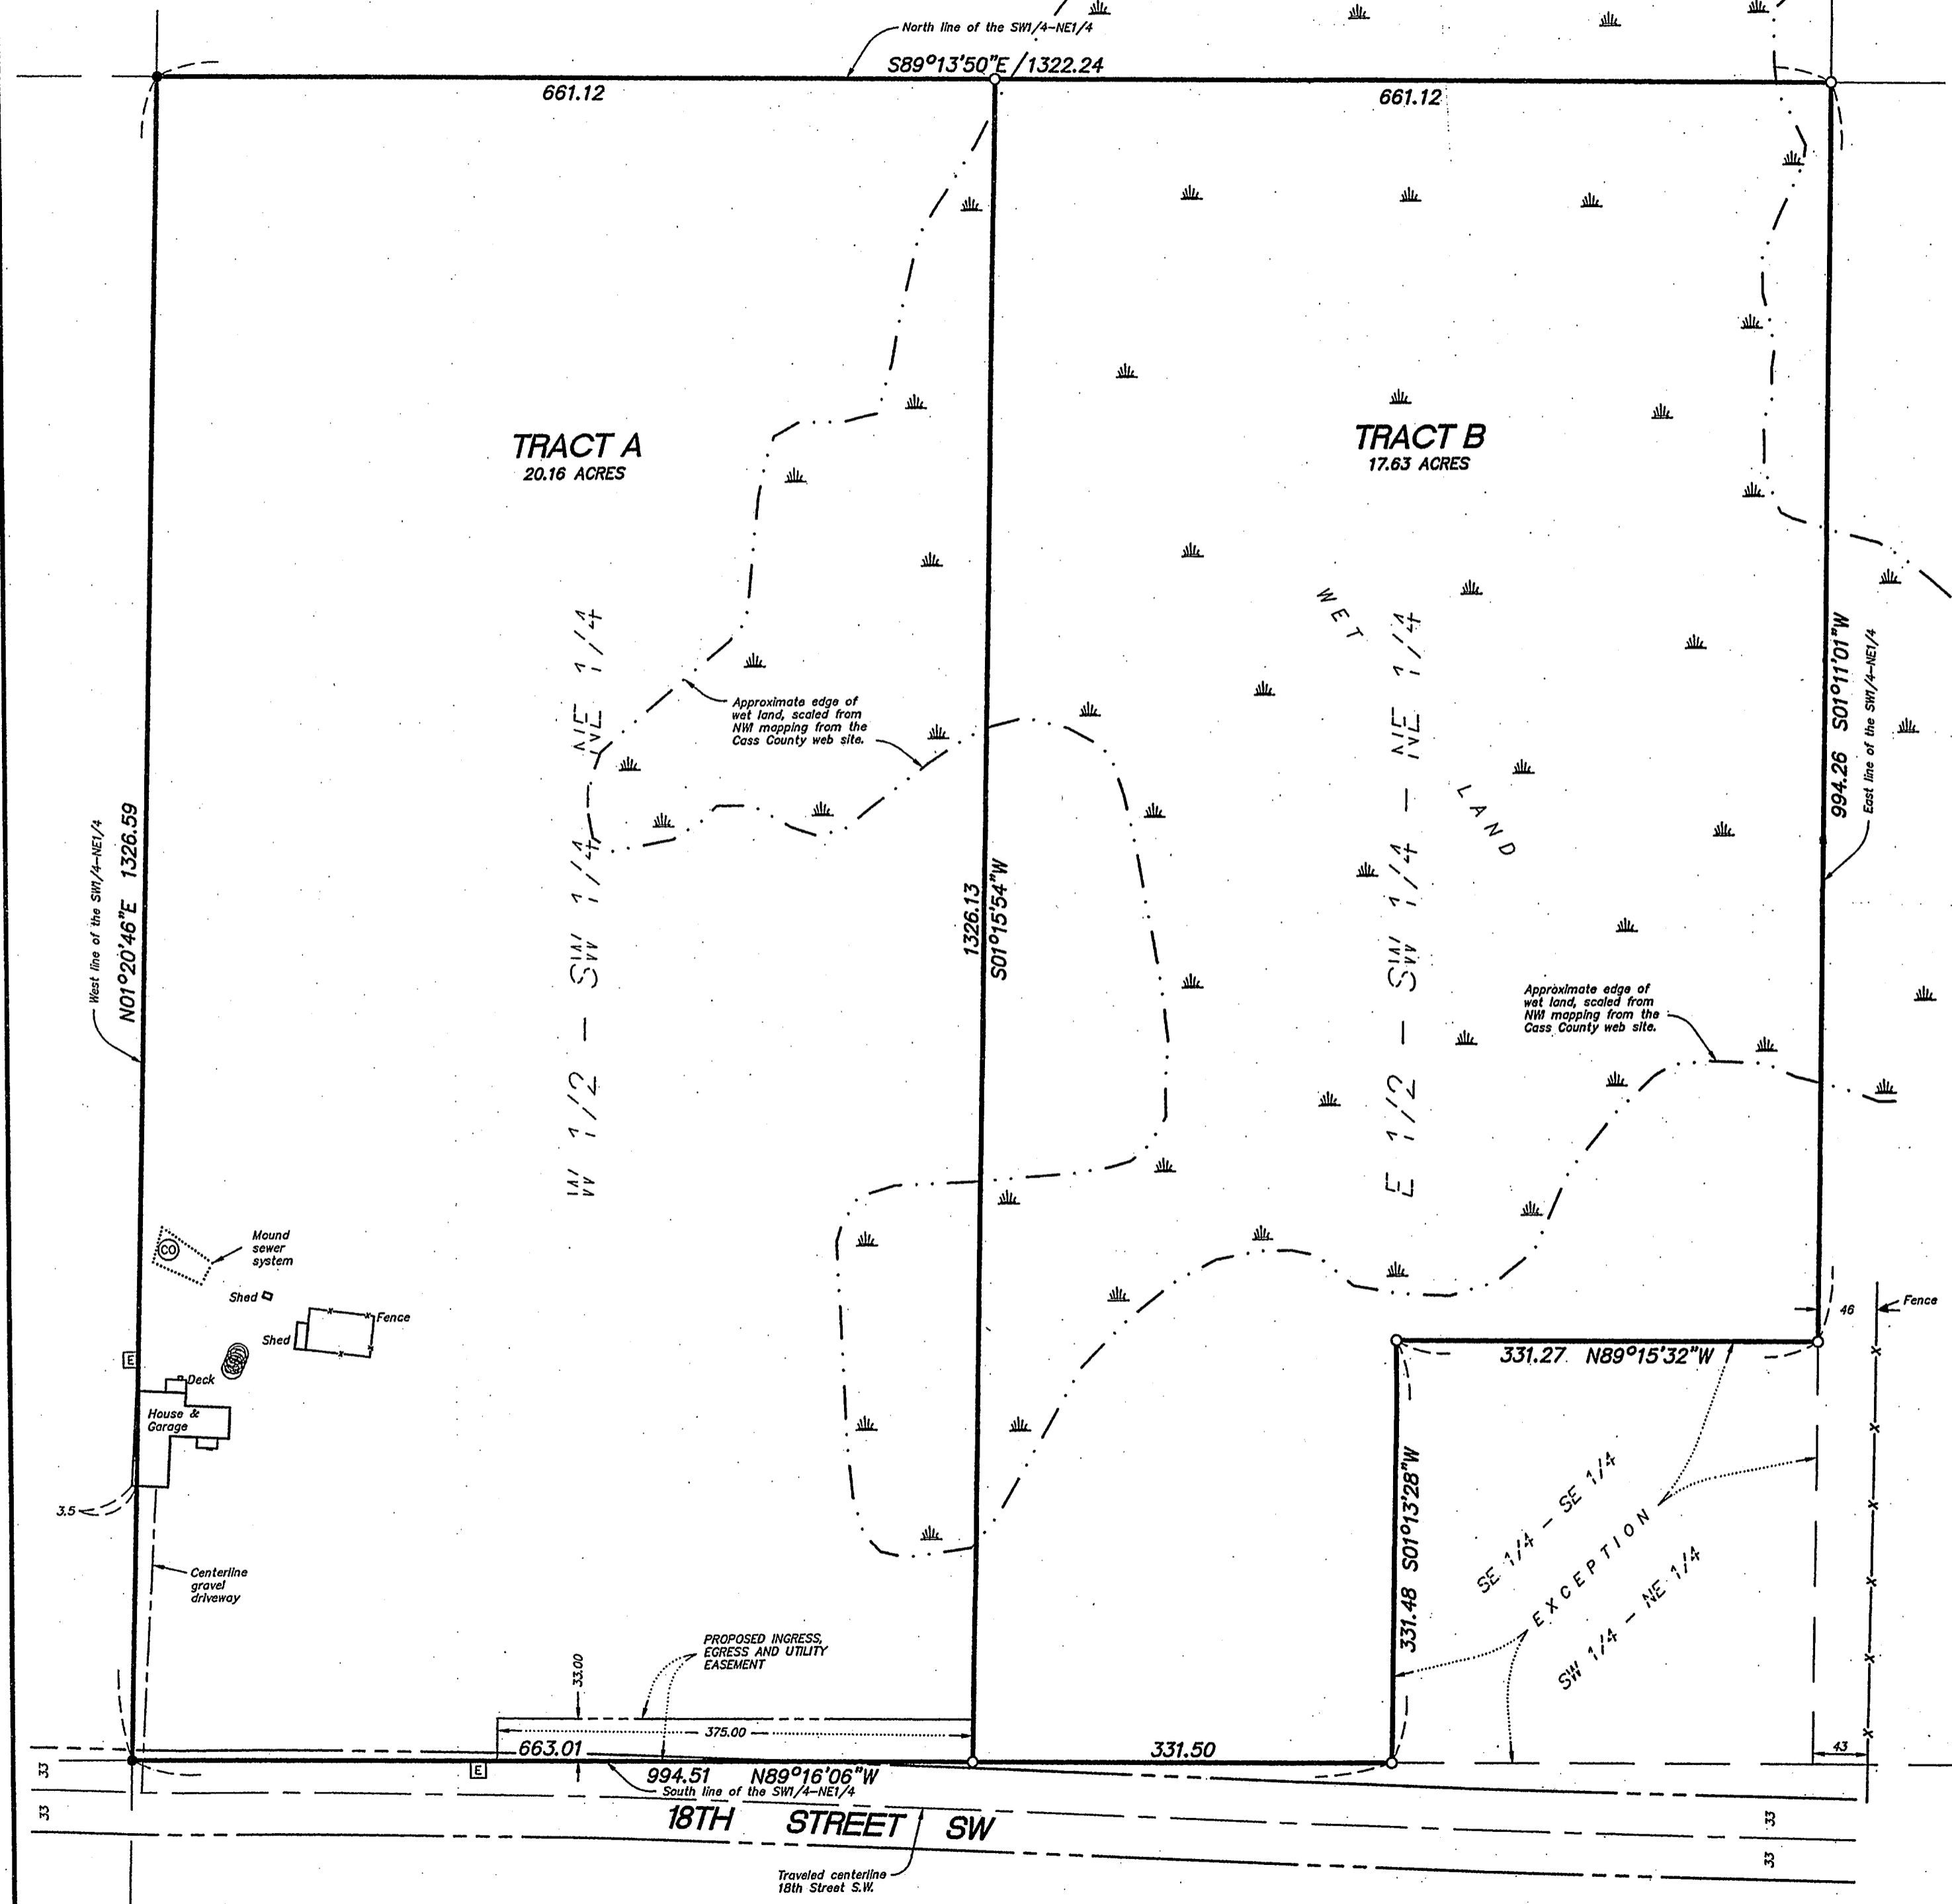 North line of the SW1/4-NE1/4
S89°13'50"E 1322.24
661.12
661.12
TRACT A
20.16 ACRES
TRACT B
17.63 ACRES
W 1/2 - SW 1/4 - NE 1/4
E 1/2 - SW 1/4 - NE 1/4
WET
LAND
Approximate edge of
wet land, scaled from
NWI mapping from the
Cass County web site.
West line of the SW1/4-NE1/4
N01°20'46"E 1326.59
1326.13
S01°15'54"W
994.26 S01°11'01"W
East line of the SW1/4-NE1/4
Approximate edge of
wet land, scaled from
NWI mapping from the
Cass County web site.
CO
Mound
sewer
system
Shed
Shed
Fence
E
Deck
House &
Garage
3.5
Centerline
gravel
driveway
46
Fence
331.27 N89°15'32"W
331.48 S01°13'28"W
SE 1/4 - SE 1/4
EXCEPTION
SW 1/4 - NE 1/4
PROPOSED INGRESS,
EGRESS AND UTILITY
EASEMENT
33.00
375.00
663.01
331.50
43
E
994.51 N89°16'06"W
South line of the SW1/4-NE1/4
33
33
18TH STREET SW
33
33
Traveled centerline
18th Street S.W.